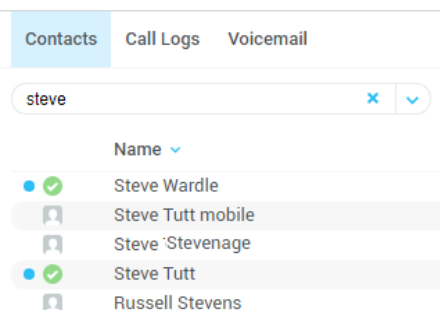 Contacts Call Logs Voicemail
steve
Name
Steve Wardle
Steve Tutt mobile
Steve 'Stevenage
Steve Tutt
Russell Stevens